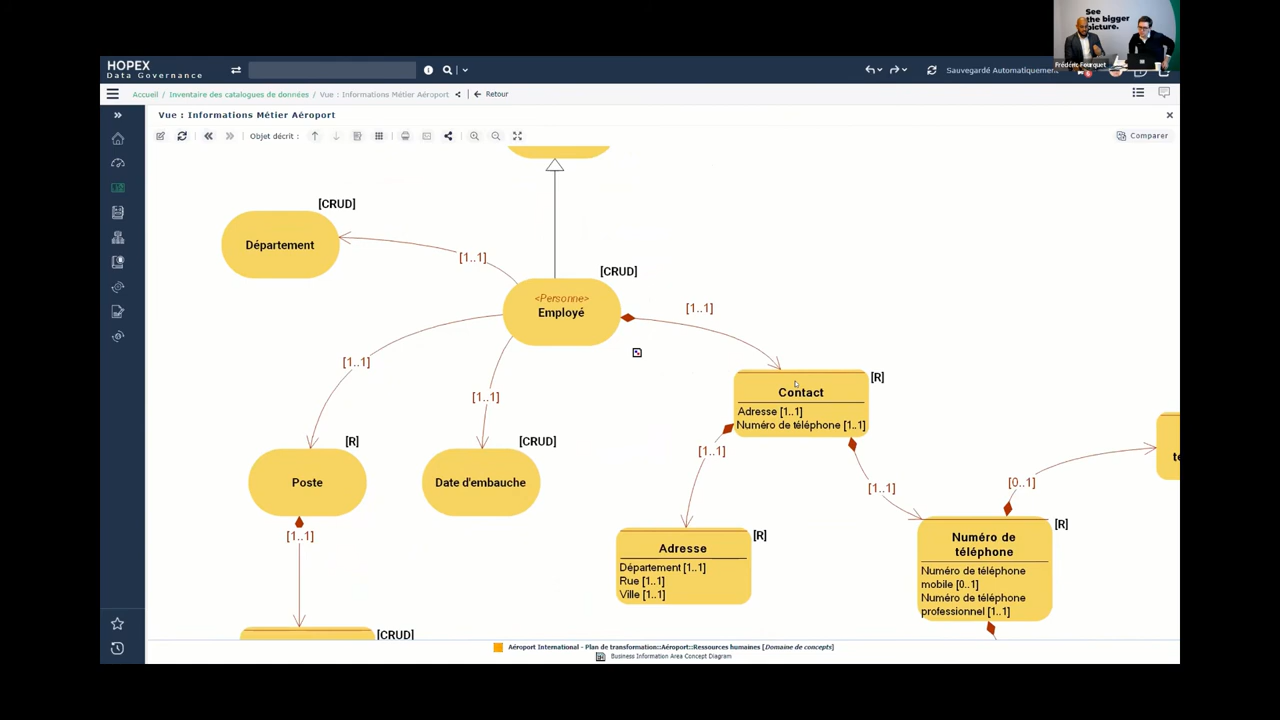 See
the bigger
picture.
Frédéric Fourquet
HOPEX
Data Governance
Sauvegardé Automatiquement
Accueil / Inventaire des catalogues de données / Vue : Informations Métier Aéroport
Retour
Vue : Informations Métier Aéroport
Objet décrit :
Comparer
[CRUD]
Département
[1..1]
[CRUD]
<Personne>
Employé
[1..1]
[1..1]
[1..1]
[R]
Contact
Adresse [1..1]
Numéro de téléphone [1..1]
[R]
Poste
[CRUD]
Date d'embauche
[1..1]
[1..1]
[0..1]
[1..1]
[R]
Adresse
Département [1..1]
Rue [1..1]
Ville [1..1]
[R]
Numéro de
téléphone
Numéro de téléphone
mobile [0..1]
Numéro de téléphone
professionnel [1..1]
[CRUD]
Aéroport International - Plan de transformation::Aéroport::Ressources humaines [Domaine de concepts]
Business Information Area Concept Diagram